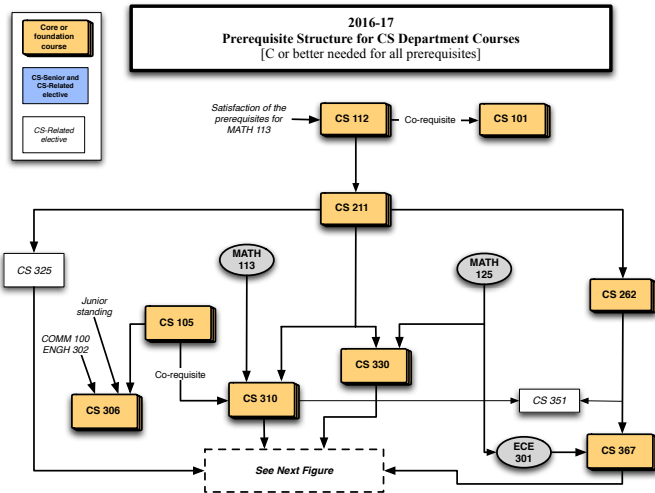 Core or
foundation
course
CS-Senior and
CS-Related
elective
CS-Related
elective
2016-17
Prerequisite Structure for CS Department Courses
[C or better needed for all prerequisites]
Satisfaction of the
prerequisites for
MATH 113
CS 112
Co-requisite
CS 101
CS 211
CS 325
MATH
113
MATH
125
CS 262
Junior
standing
CS 105
COMM 100
ENGH 302
CS 330
Co-requisite
CS 306
CS 310
CS 351
See Next Figure
ECE
301
CS 367